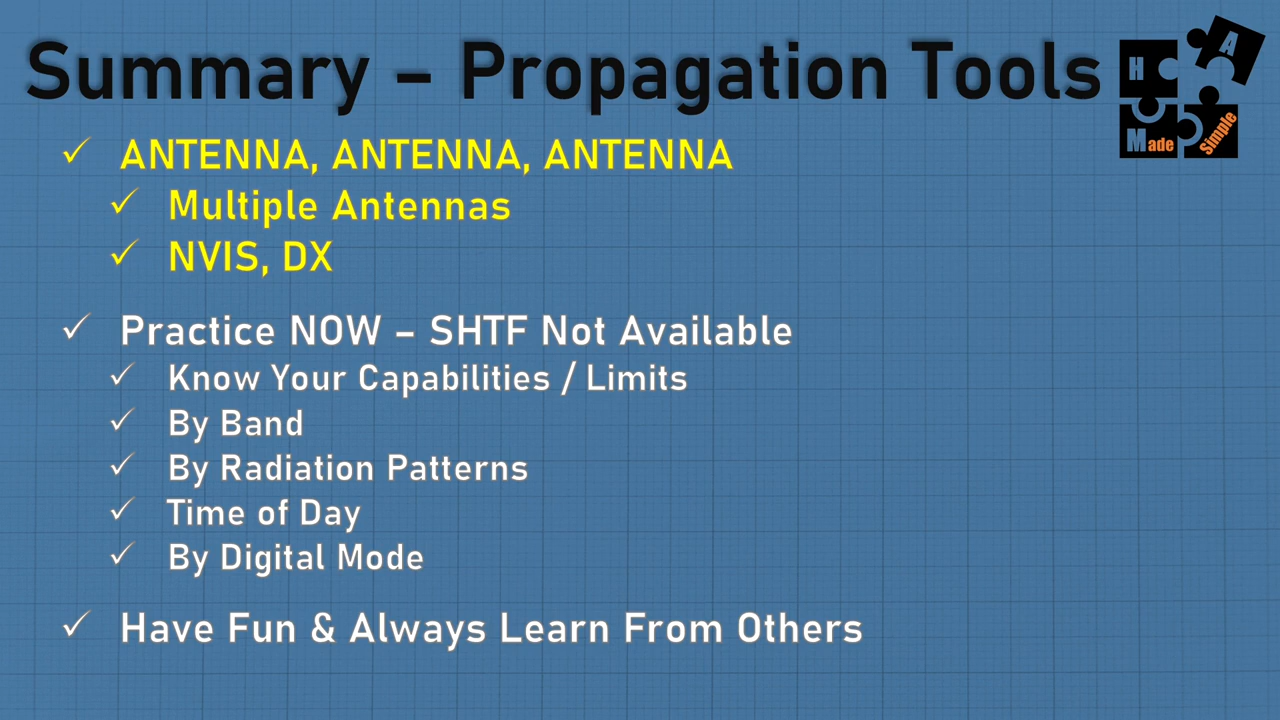 Summary – Propagation Tools
H A
Made Simple
✓ ANTENNA, ANTENNA, ANTENNA
✓ Multiple Antennas
✓ NVIS, DX
✓ Practice NOW – SHTF Not Available
✓ Know Your Capabilities / Limits
✓ By Band
✓ By Radiation Patterns
✓ Time of Day
✓ By Digital Mode
✓ Have Fun & Always Learn From Others